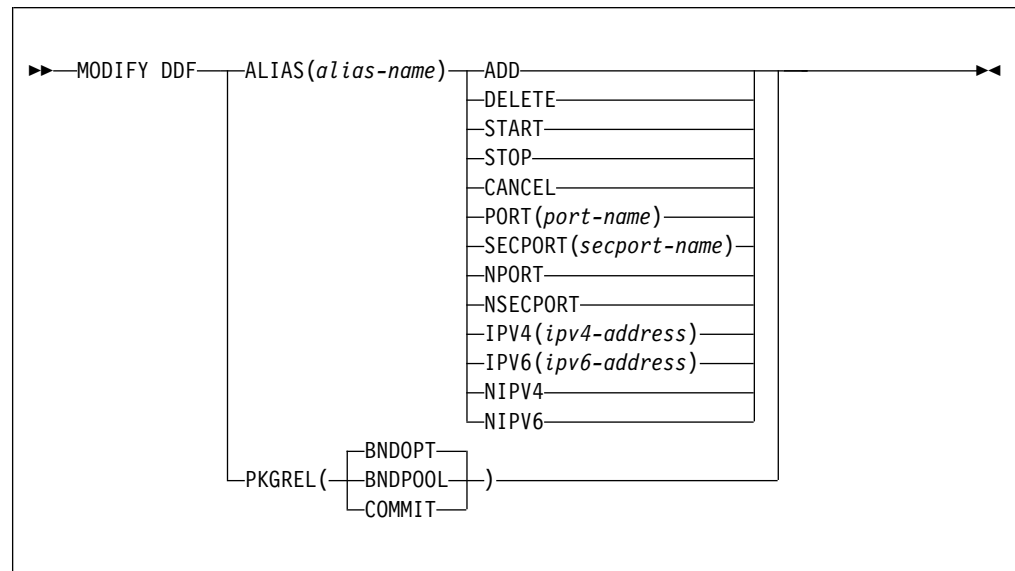 MODIFY DDF ALIAS(alias-name) ADD
DELETE
START
STOP
CANCEL
PORT(port-name)
SECPORT(secport-name)
NPORT
NSECPORT
IPV4(ipv4-address)
IPV6(ipv6-address)
NIPV4
NIPV6
BNDOPT
PKGREL( BNDPOOL )
COMMIT